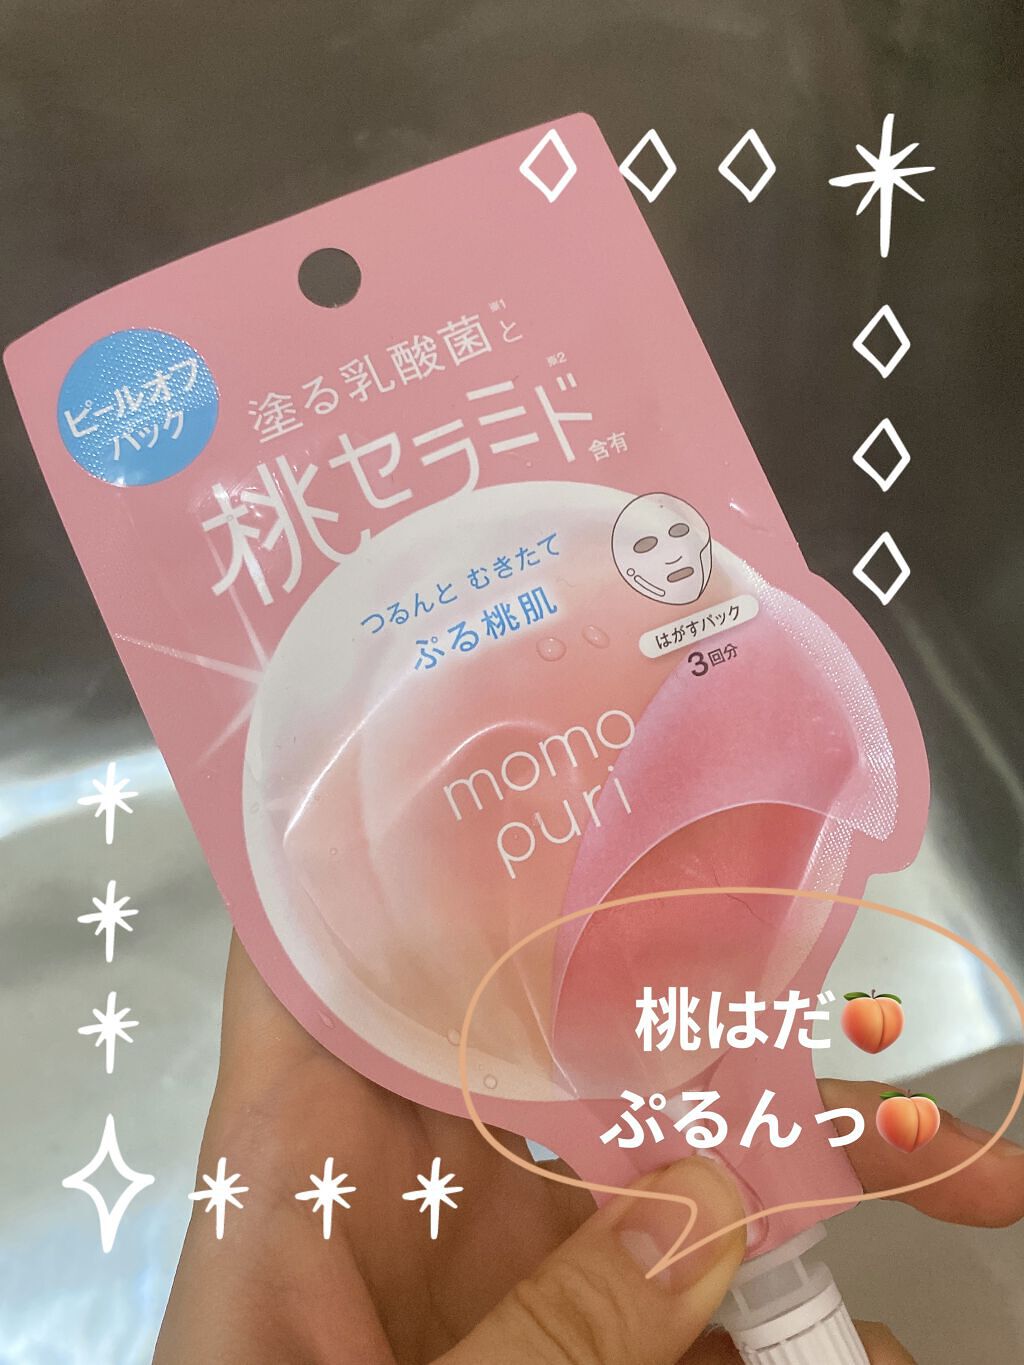 ピールオフ
パック
塗る乳酸菌※1と
桃セラミド※2含有
つるんと むきたて
ぷる桃肌
はがすパック
3回分
momo
puri
桃はだ🍑
ぷるんっ🍑